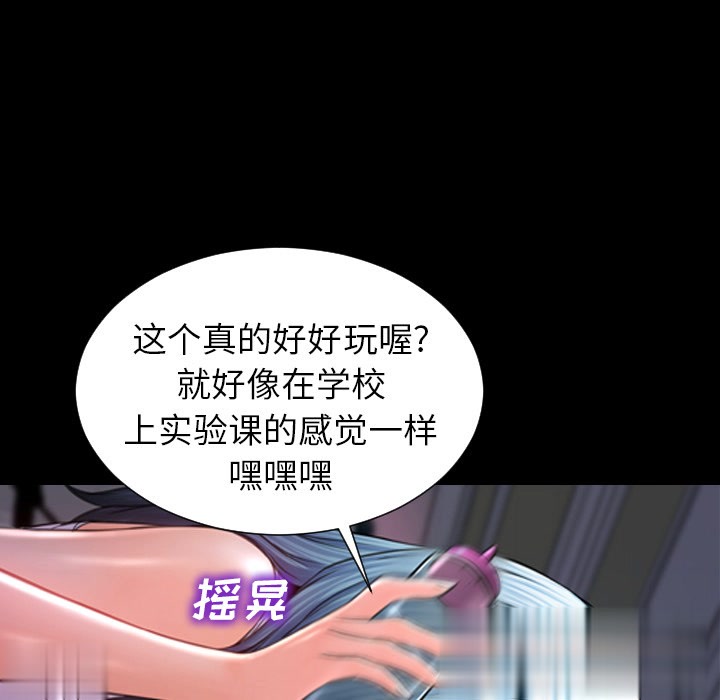 这个真的好好玩喔?
就好像在学校
上实验课的感觉一样
嘿嘿嘿
摇晃